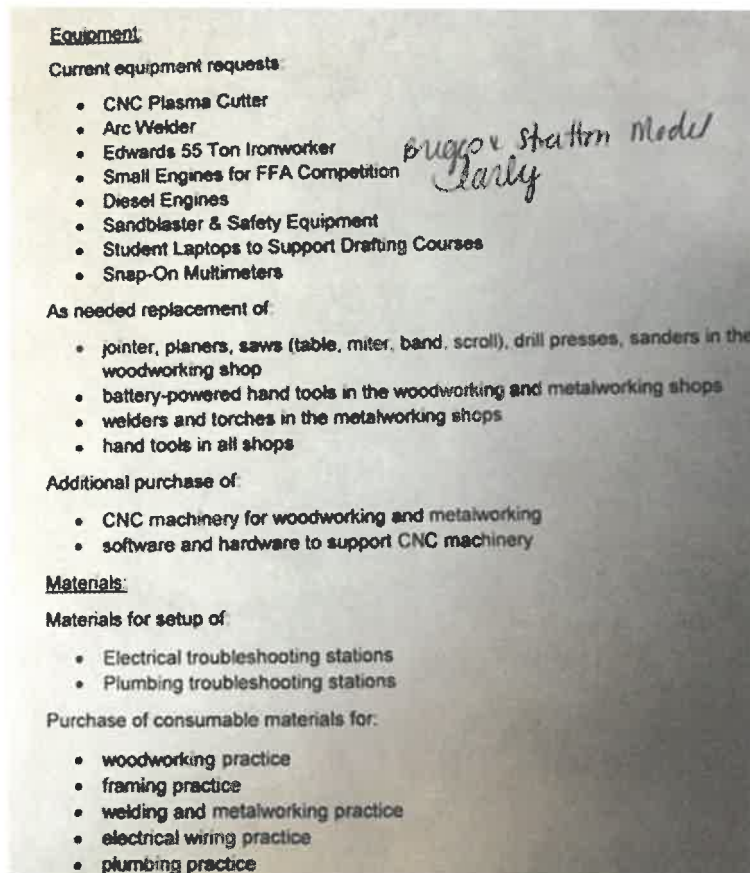 Equipment:
Current equipment requests:
• CNC Plasma Cutter
• Arc Welder
• Edwards 55 Ton Ironworker
• Small Engines for FFA Competition
Briggs & Stratton Model
Early
• Diesel Engines
• Sandblaster & Safety Equipment
• Student Laptops to Support Drafting Courses
• Snap-On Multimeters
As needed replacement of:
• jointer, planers, saws (table, miter, band, scroll), drill presses, sanders in the
woodworking shop
• battery-powered hand tools in the woodworking and metalworking shops
• welders and torches in the metalworking shops
• hand tools in all shops
Additional purchase of:
• CNC machinery for woodworking and metalworking
• software and hardware to support CNC machinery
Materials:
Materials for setup of:
• Electrical troubleshooting stations
• Plumbing troubleshooting stations
Purchase of consumable materials for:
• woodworking practice
• framing practice
• welding and metalworking practice
• electrical wiring practice
• plumbing practice